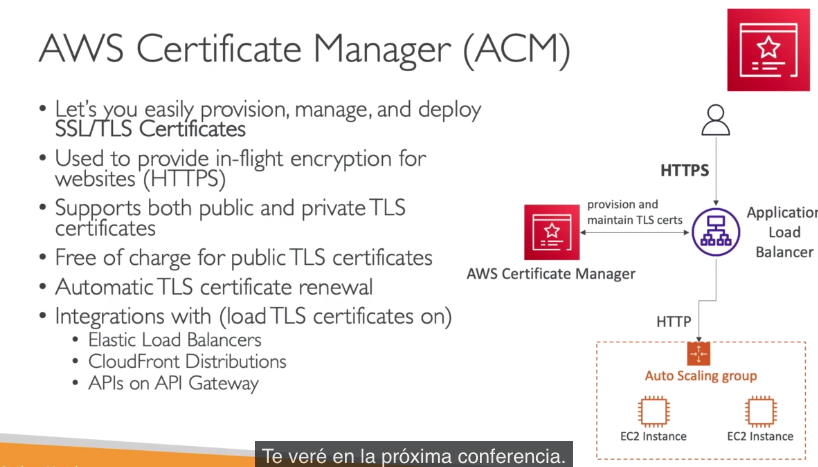 AWS Certificate Manager (ACM)
• Let's you easily provision, manage, and deploy
SSL/TLS Certificates
• Used to provide in-flight encryption for
websites (HTTPS)
• Supports both public and private TLS
certificates
• Free of charge for public TLS certificates
• Automatic TLS certificate renewal
• Integrations with (load TLS certificates on)
• Elastic Load Balancers
• CloudFront Distributions
• APIs on API Gateway
HTTPS
provision and
maintain TLS certs
Application
Load
Balancer
AWS Certificate Manager
HTTP
Auto Scaling group
EC2 Instance
EC2 Instance
Te veré en la próxima conferencia.